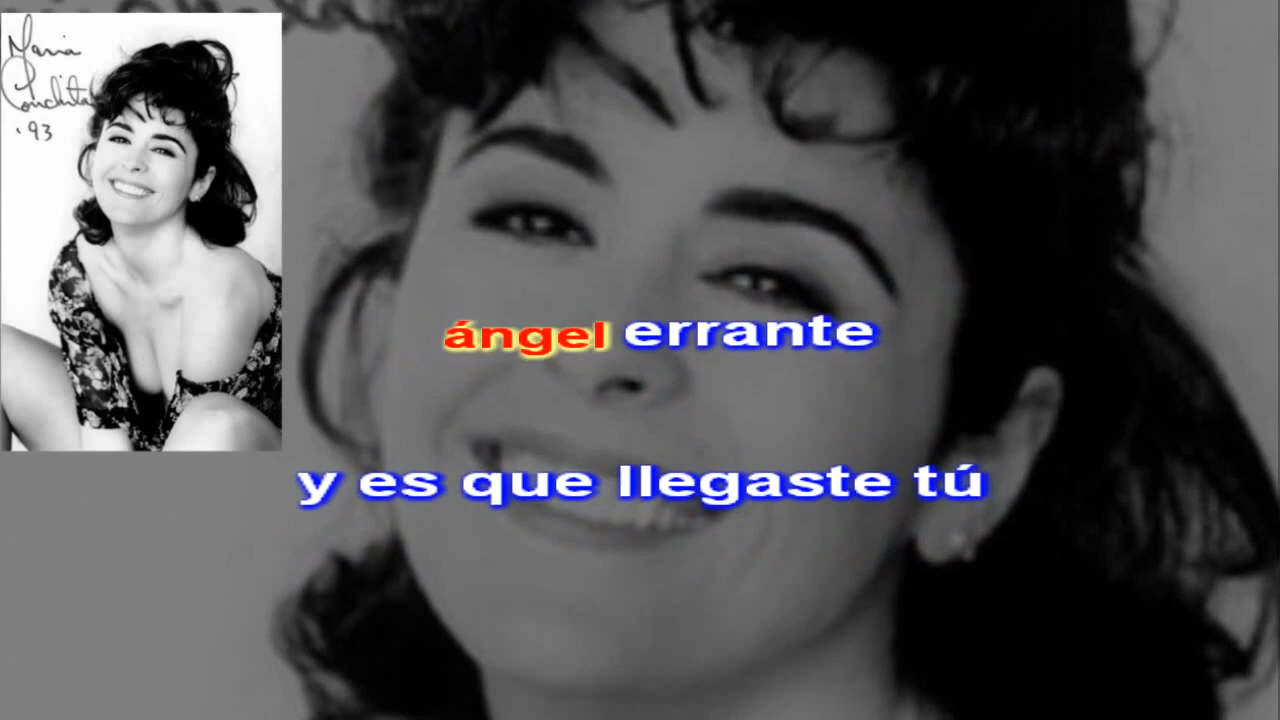 Maria
Conchita
'93
ángel errante
y es que llegaste tú